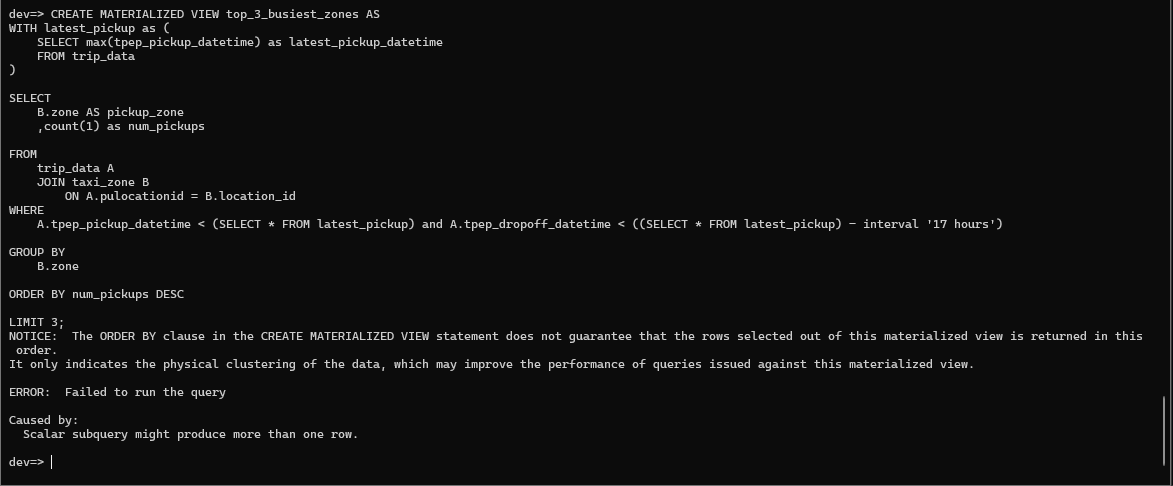 dev=> CREATE MATERIALIZED VIEW top_3_busiest_zones AS
WITH latest_pickup as (
    SELECT max(tpep_pickup_datetime) as latest_pickup_datetime
    FROM trip_data
)
SELECT
    B.zone AS pickup_zone
    ,count(1) as num_pickups
FROM
    trip_data A
    JOIN taxi_zone B
        ON A.pulocationid = B.location_id
WHERE
    A.tpep_pickup_datetime < (SELECT * FROM latest_pickup) and A.tpep_dropoff_datetime < ((SELECT * FROM latest_pickup) - interval '17 hours')
GROUP BY
    B.zone
ORDER BY num_pickups DESC
LIMIT 3;
NOTICE:  The ORDER BY clause in the CREATE MATERIALIZED VIEW statement does not guarantee that the rows selected out of this materialized view is returned in this
 order.
It only indicates the physical clustering of the data, which may improve the performance of queries issued against this materialized view.
ERROR:  Failed to run the query
Caused by:
  Scalar subquery might produce more than one row.
dev=>